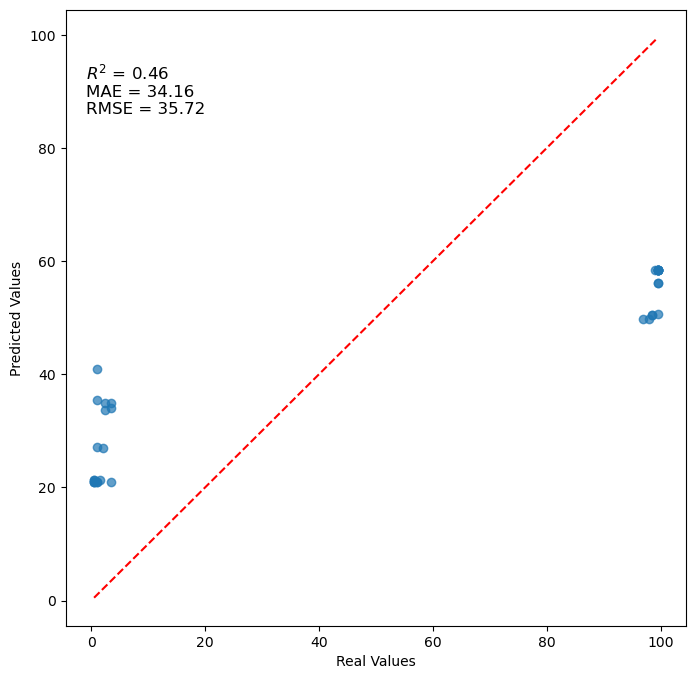 100
80
60
40
20
0
R² = 0.46
MAE = 34.16
RMSE = 35.72
Predicted Values
0 20 40 60 80 100
Real Values